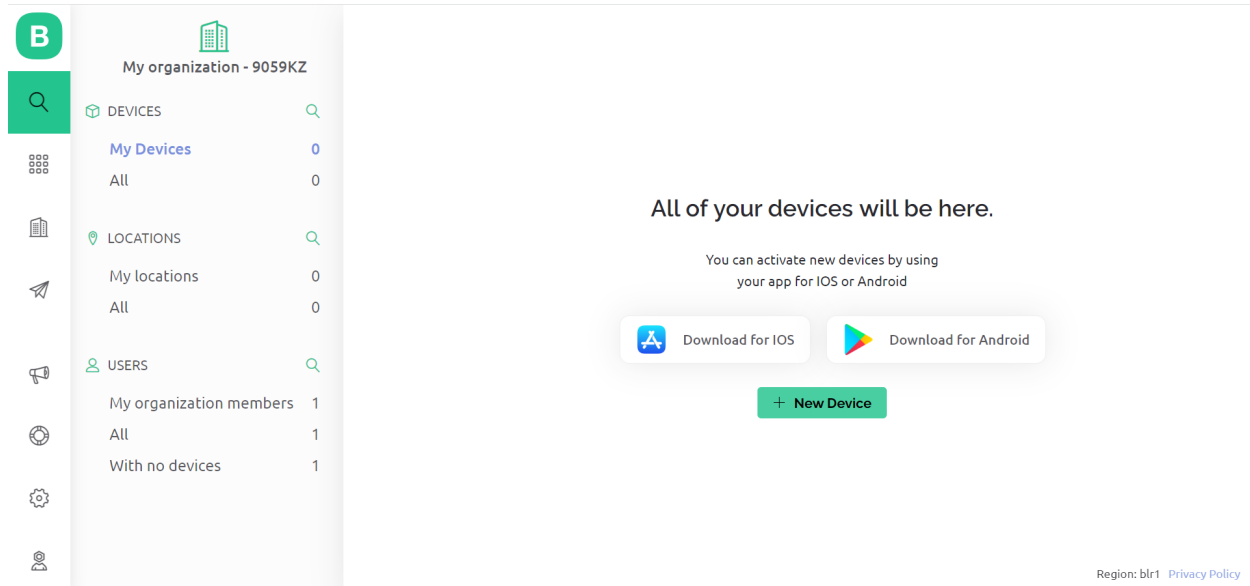 B
My organization - 9059KZ
DEVICES
My Devices 0
All 0
LOCATIONS
My locations 0
All 0
USERS
My organization members 1
All 1
With no devices 1
All of your devices will be here.
You can activate new devices by using
your app for IOS or Android
Download for IOS
Download for Android
+ New Device
Region: blr1 Privacy Policy